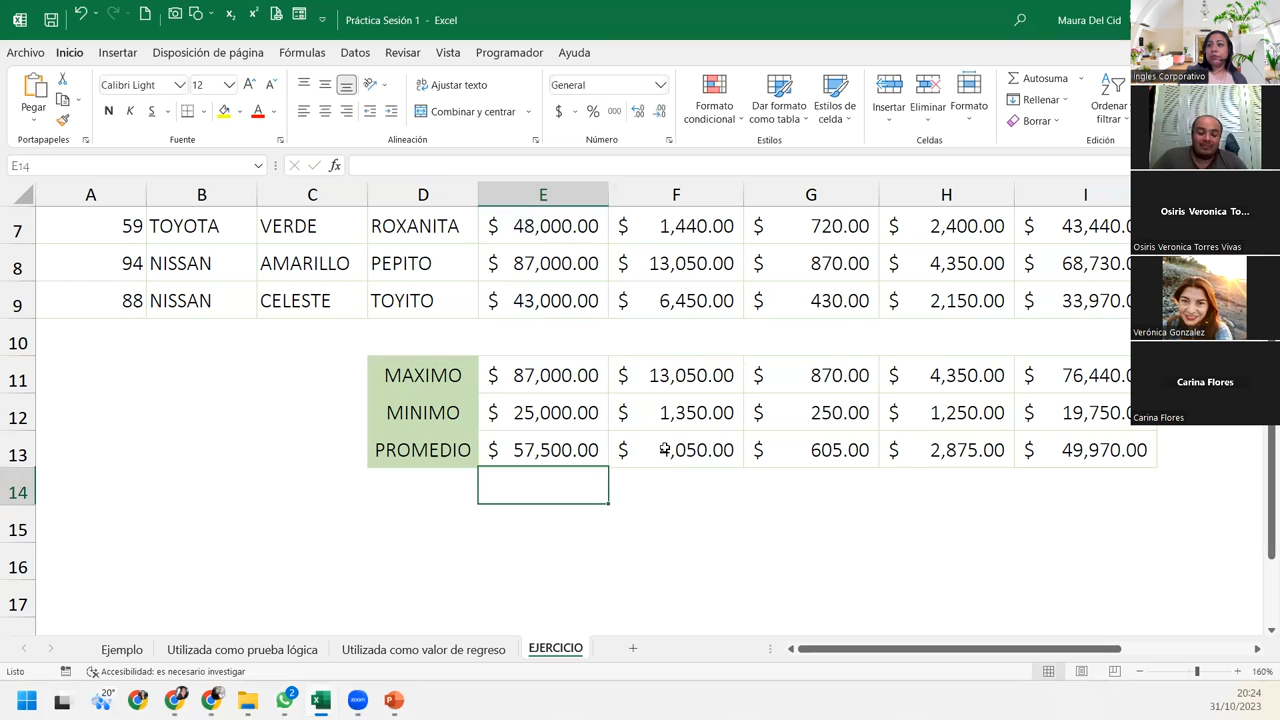 Práctica Sesión 1 - Excel
Maura Del Cid
Archivo Inicio Insertar Disposición de página Fórmulas Datos Revisar Vista Programador Ayuda
Pegar
Portapapeles
Calibri Light 12
N K S
Fuente
Ajustar texto
Combinar y centrar
Alineación
General
$ % 000
Número
Formato condicional
Dar formato como tabla
Estilos de celda
Estilos
Insertar Eliminar Formato
Celdas
Autosuma
Rellenar
Borrar
Ordenar
filtrar
Edición
E14
fx
A B C D E F G H I
7 59 TOYOTA VERDE ROXANITA $ 48,000.00 $ 1,440.00 $ 720.00 $ 2,400.00 $ 43,440.
8 94 NISSAN AMARILLO PEPITO $ 87,000.00 $ 13,050.00 $ 870.00 $ 4,350.00 $ 68,730.
9 88 NISSAN CELESTE TOYITO $ 43,000.00 $ 6,450.00 $ 430.00 $ 2,150.00 $ 33,970.
10
11 MAXIMO $ 87,000.00 $ 13,050.00 $ 870.00 $ 4,350.00 $ 76,440.
12 MINIMO $ 25,000.00 $ 1,350.00 $ 250.00 $ 1,250.00 $ 19,750.
13 PROMEDIO $ 57,500.00 $ 4,050.00 $ 605.00 $ 2,875.00 $ 49,970.00
14
15
16
17
Ingles Corporativo
Osiris Veronica To...
Osiris Veronica Torres Vivas
Verónica Gonzalez
Carina Flores
Carina Flores
Ejemplo Utilizada como prueba lógica Utilizada como valor de regreso EJERCICIO
Listo Accesibilidad: es necesario investigar 160%
20° 2 zoom
20:24
31/10/2023